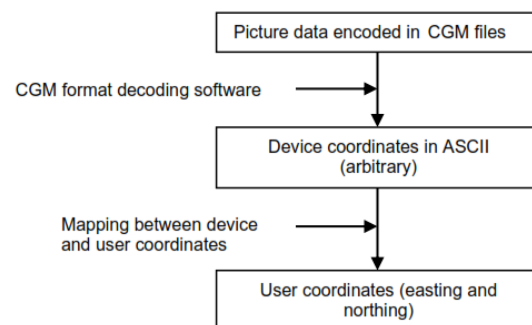 Picture data encoded in CGM files
CGM format decoding software
Device coordinates in ASCII
(arbitrary)
Mapping between device
and user coordinates
User coordinates (easting and
northing)